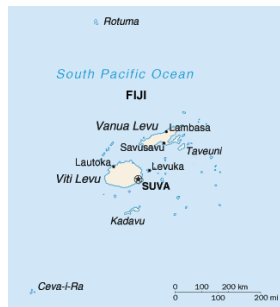 Rotuma
South Pacific Ocean
FIJI
Vanua Levu
Lambasa
Savusavu
Taveuni
Lautoka
Levuka
Viti Levu
SUVA
Kadavu
Ceva-i-Ra
0 100 200 km
0 100 200 mi